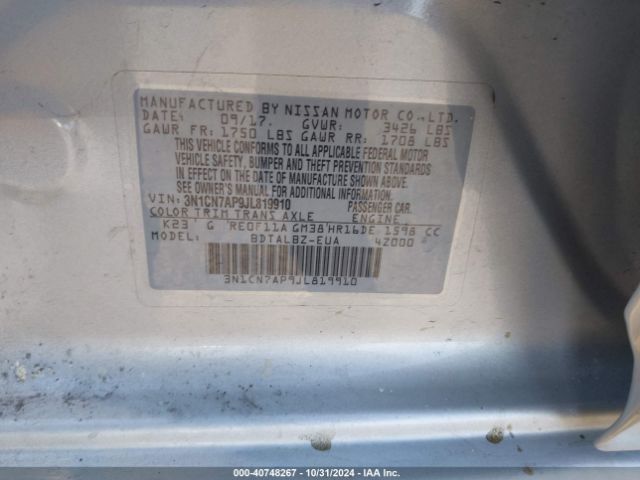 MANUFACTURED BY NISSAN MOTOR CO.,LTD.
DATE: 09/17. GVWR: 3426 LBS
GAWR FR: 1750 LBS GAWR RR: 1708 LBS
THIS VEHICLE CONFORMS TO ALL APPLICABLE FEDERAL MOTOR
VEHICLE SAFETY, BUMPER AND THEFT PREVENTION STANDARDS
IN EFFECT ON THE DATE OF MANUFACTURE SHOWN ABOVE.
SEE OWNER'S MANUAL FOR ADDITIONAL INFORMATION.
VIN: 3N1CN7AP9JL819910 PASSENGER CAR.
COLOR TRIM TRANS AXLE ENGINE
K23 G RE0F11A GM38 HR16DE 1598 CC
MODEL: BDTALBZ-EUA 42000
3N1CN7AP9JL819910
000-40748267 - 10/31/2024 - IAA Inc.